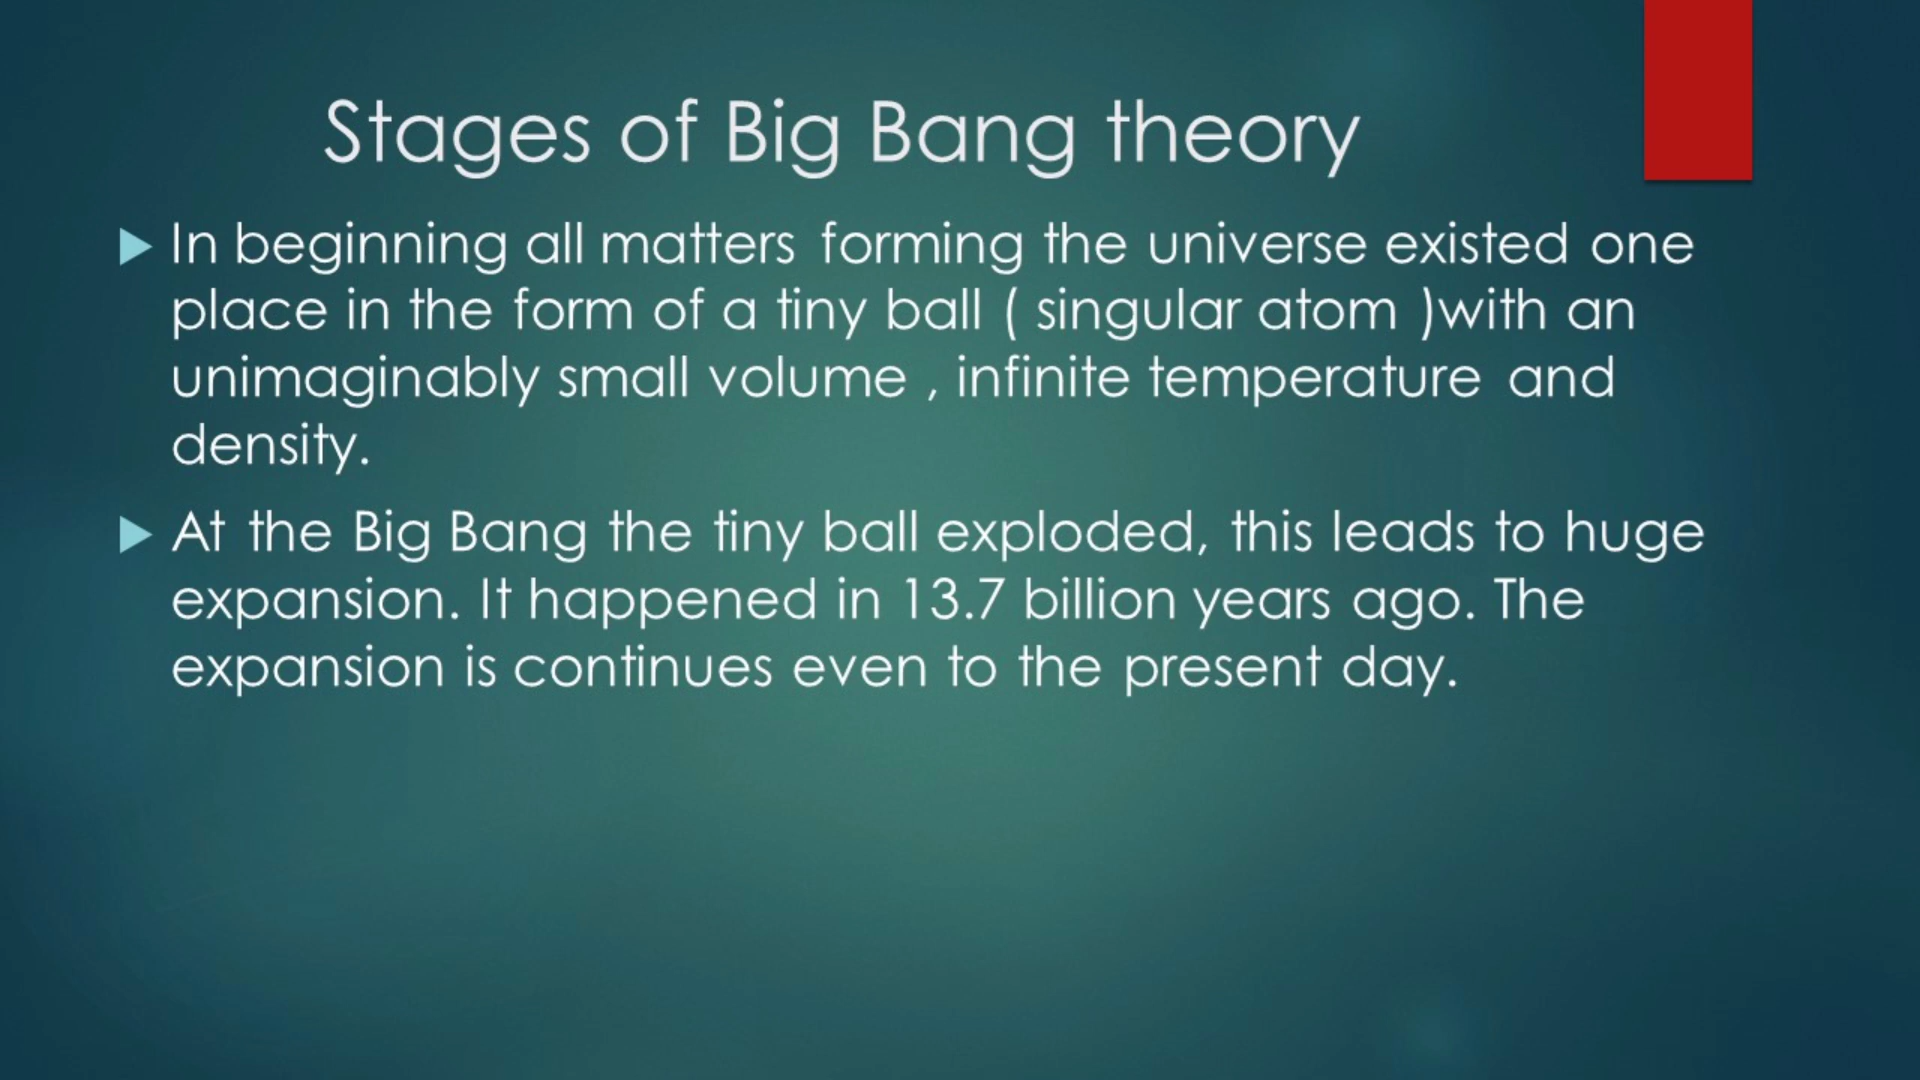 Stages of Big Bang theory
In beginning all matters forming the universe existed one
place in the form of a tiny ball ( singular atom )with an
unimaginably small volume , infinite temperature and
density.
At the Big Bang the tiny ball exploded, this leads to huge
expansion. It happened in 13.7 billion years ago. The
expansion is continues even to the present day.